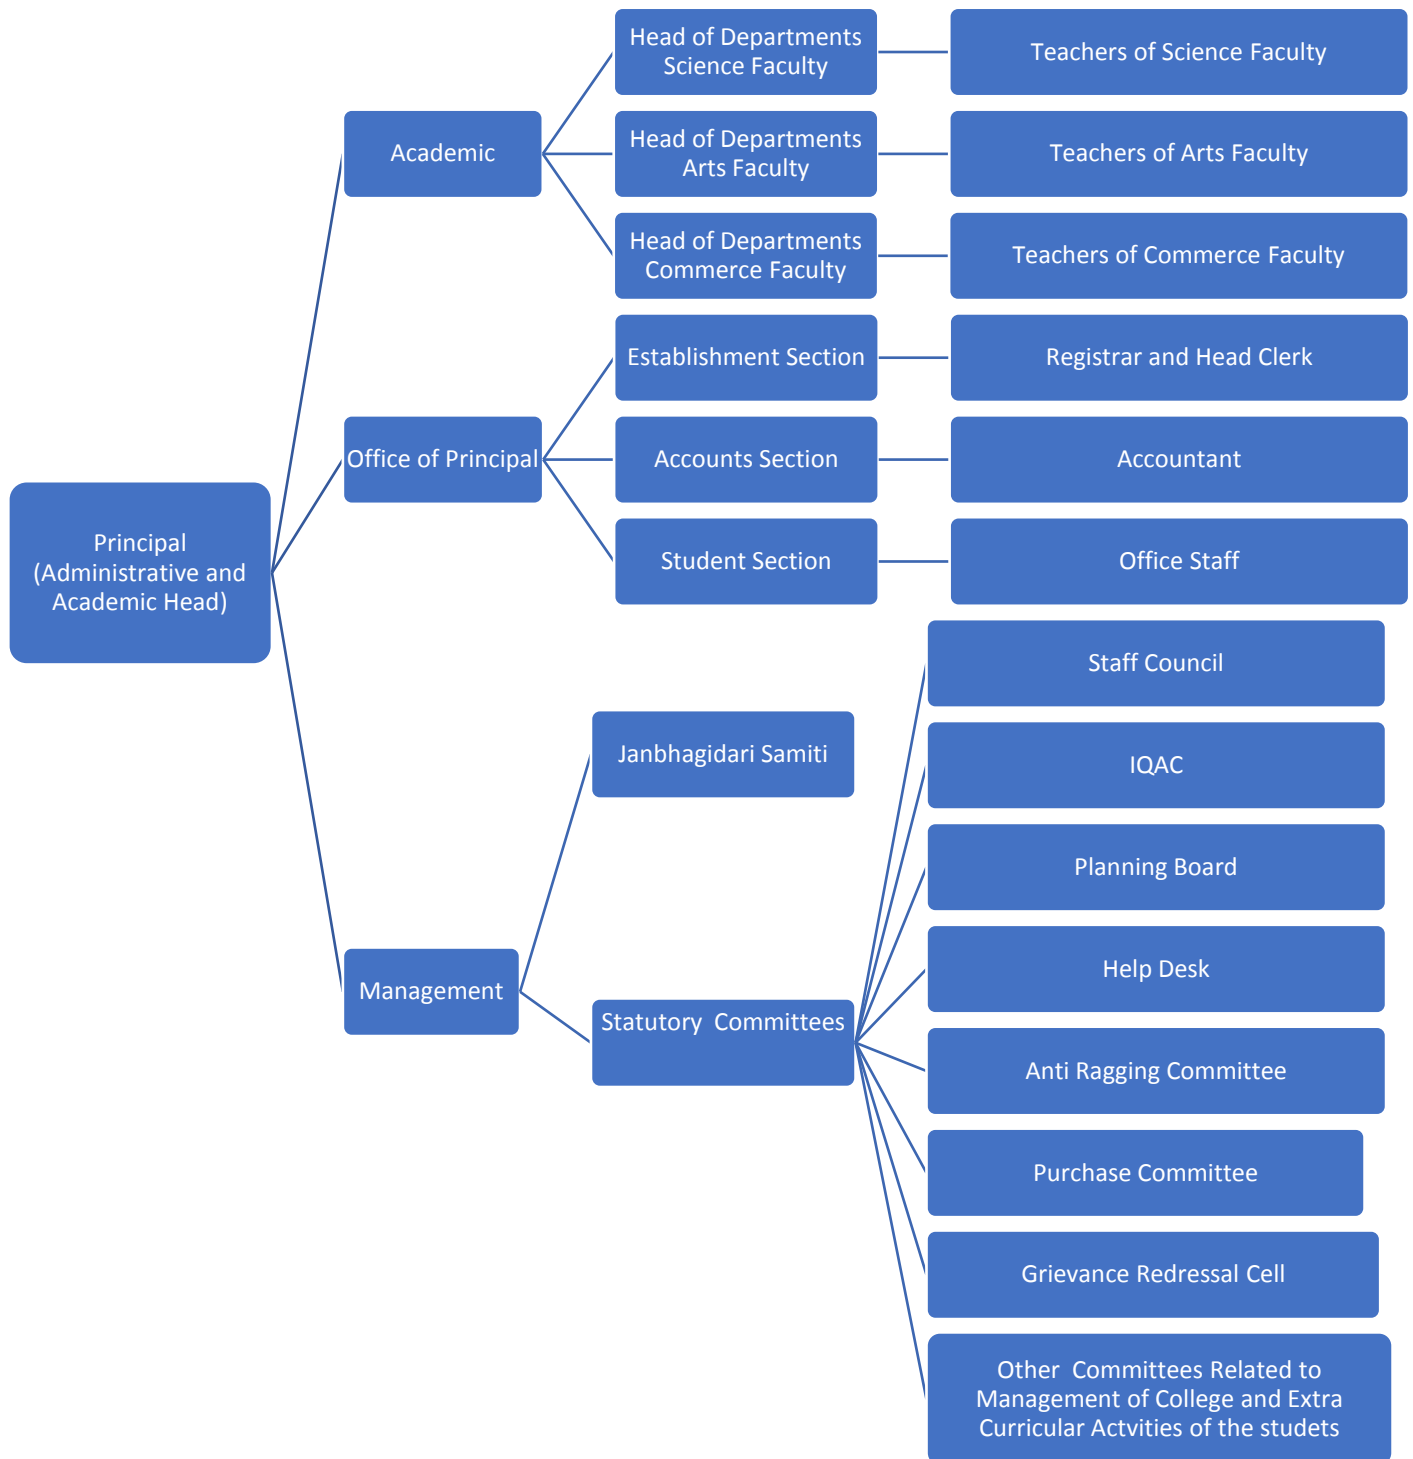 Principal
(Administrative and
Academic Head)
Academic
Head of Departments
Science Faculty
Teachers of Science Faculty
Head of Departments
Arts Faculty
Teachers of Arts Faculty
Head of Departments
Commerce Faculty
Teachers of Commerce Faculty
Office of Principal
Establishment Section
Registrar and Head Clerk
Accounts Section
Accountant
Student Section
Office Staff
Management
Janbhagidari Samiti
Statutory  Committees
Staff Council
IQAC
Planning Board
Help Desk
Anti Ragging Committee
Purchase Committee
Grievance Redressal Cell
Other  Committees Related to
Management of College and Extra
Curricular Actvities of the studets